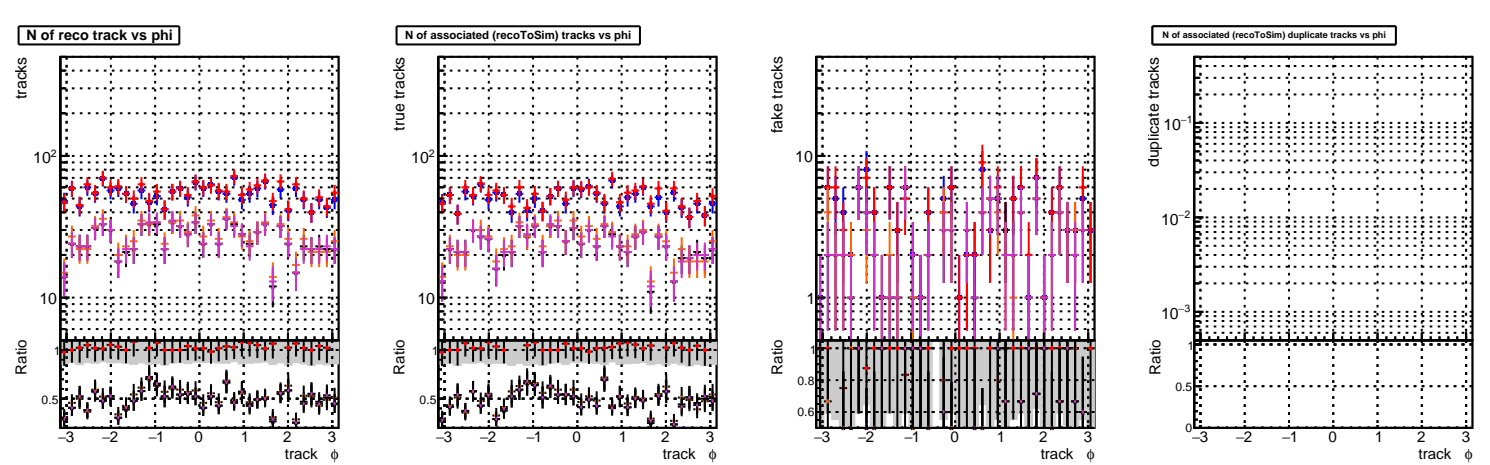 N of reco track vs phi
tracks
10²
10
Ratio
1
0.5
−3 −2 −1 0 1 2 3
track ϕ
N of associated (recoToSim) tracks vs phi
true tracks
10²
10
Ratio
1
0.5
−3 −2 −1 0 1 2 3
track ϕ
fake tracks
10
1
Ratio
1
0.8
0.6
−3 −2 −1 0 1 2 3
track ϕ
N of associated (recoToSim) duplicate tracks vs phi
duplicate tracks
10⁻¹
10⁻²
10⁻³
Ratio
1
0.5
0
−3 −2 −1 0 1 2 3
track ϕ